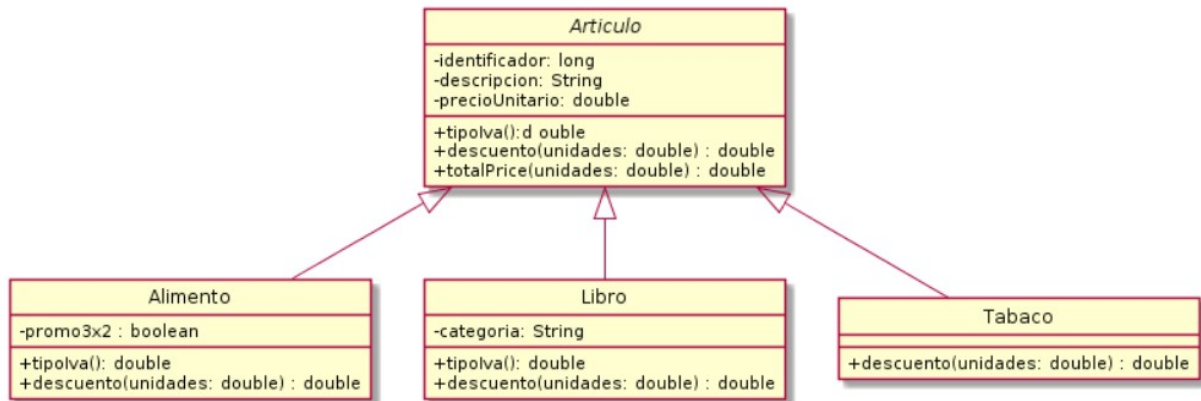 Articulo
-identificador: long
-descripcion: String
-precioUnitario: double
+tipoIva():d ouble
+descuento(unidades: double) : double
+totalPrice(unidades: double) : double
Alimento
-promo3x2 : boolean
+tipoIva(): double
+descuento(unidades: double) : double
Libro
-categoria: String
+tipoIva(): double
+descuento(unidades: double) : double
Tabaco
+descuento(unidades: double) : double